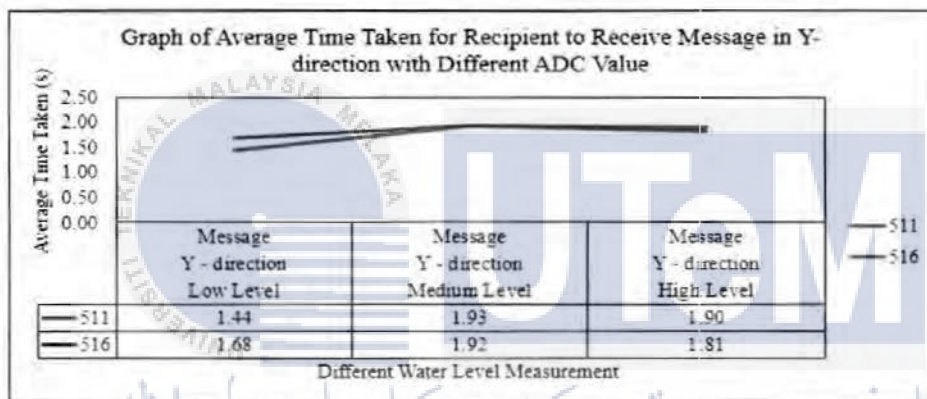 Graph of Average Time Taken for Recipient to Receive Message in Y-
direction with Different ADC Value
Average Time Taken (s)
2.50
2.00
1.50
1.00
0.50
0.00
Message Y - direction Low Level
Message Y - direction Medium Level
Message Y - direction High Level
511 1.44 1.93 1.90
516 1.68 1.92 1.81
Different Water Level Measurement
511
516
UTeM
UNIVERSITI TEKNIKAL MALAYSIA MELAKA